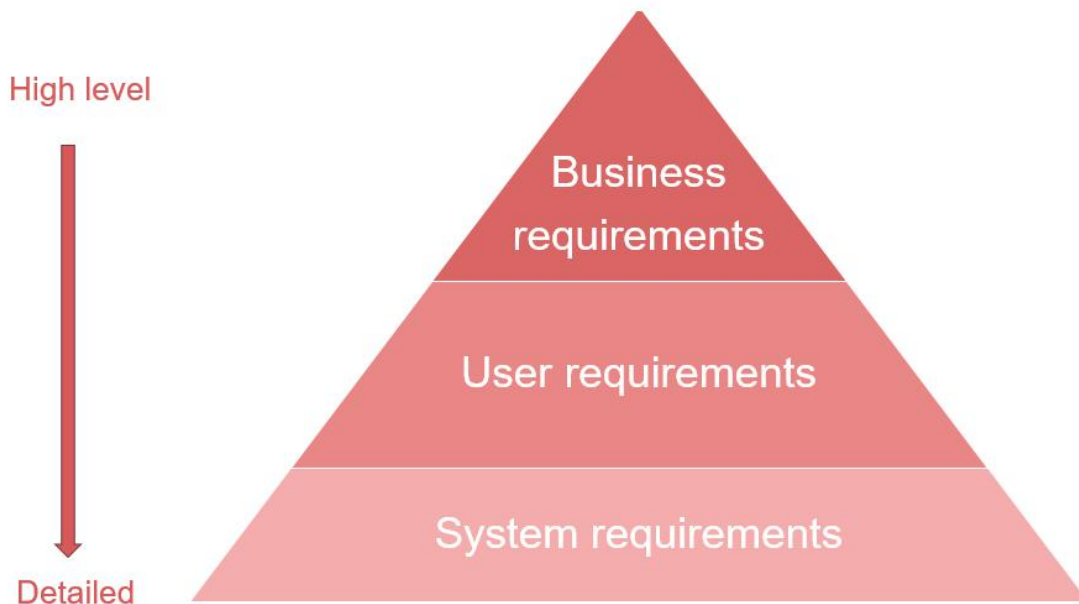 High level
Business
requirements
User requirements
System requirements
Detailed